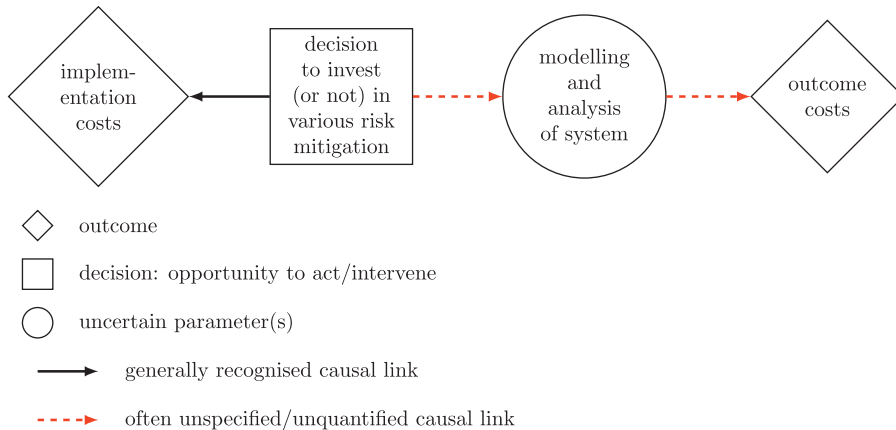 implem-
entation
costs
decision
to invest
(or not) in
various risk
mitigation
modelling
and
analysis
of system
outcome
costs
outcome
decision: opportunity to act/intervene
uncertain parameter(s)
generally recognised causal link
often unspecified/unquantified causal link